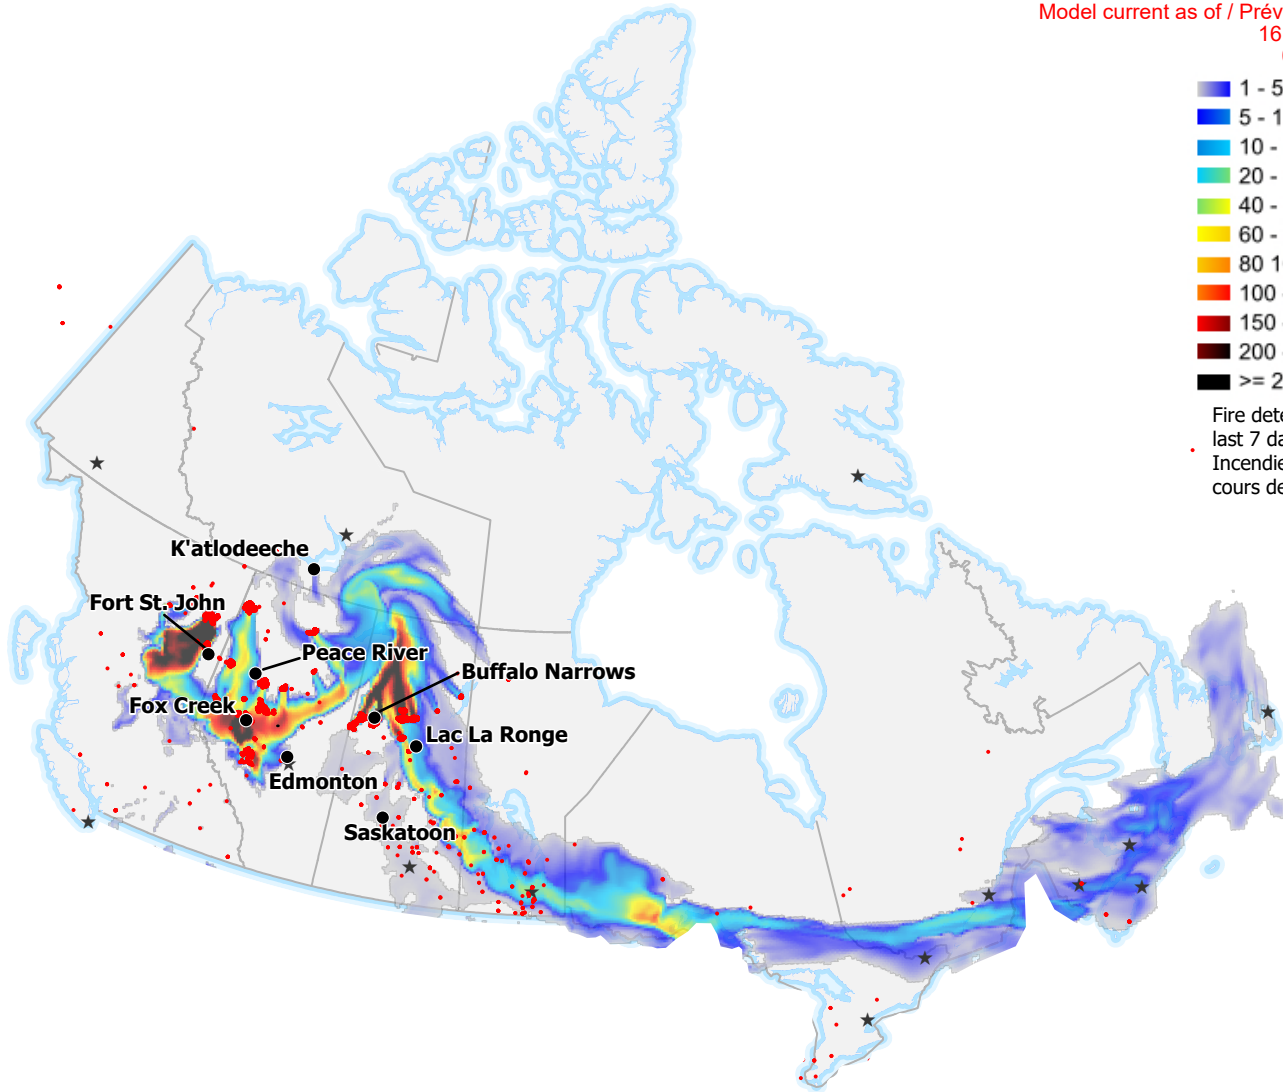 Model current as of / Prév
16
1 - 5
5 - 1
10 -
20 -
40 -
60 -
80 10
100
150
200
>= 2
Fire dete
last 7 da
Incendie
cours de
K'atlodeeche
Fort St. John
Peace River
Buffalo Narrows
Fox Creek
Lac La Ronge
Edmonton
Saskatoon